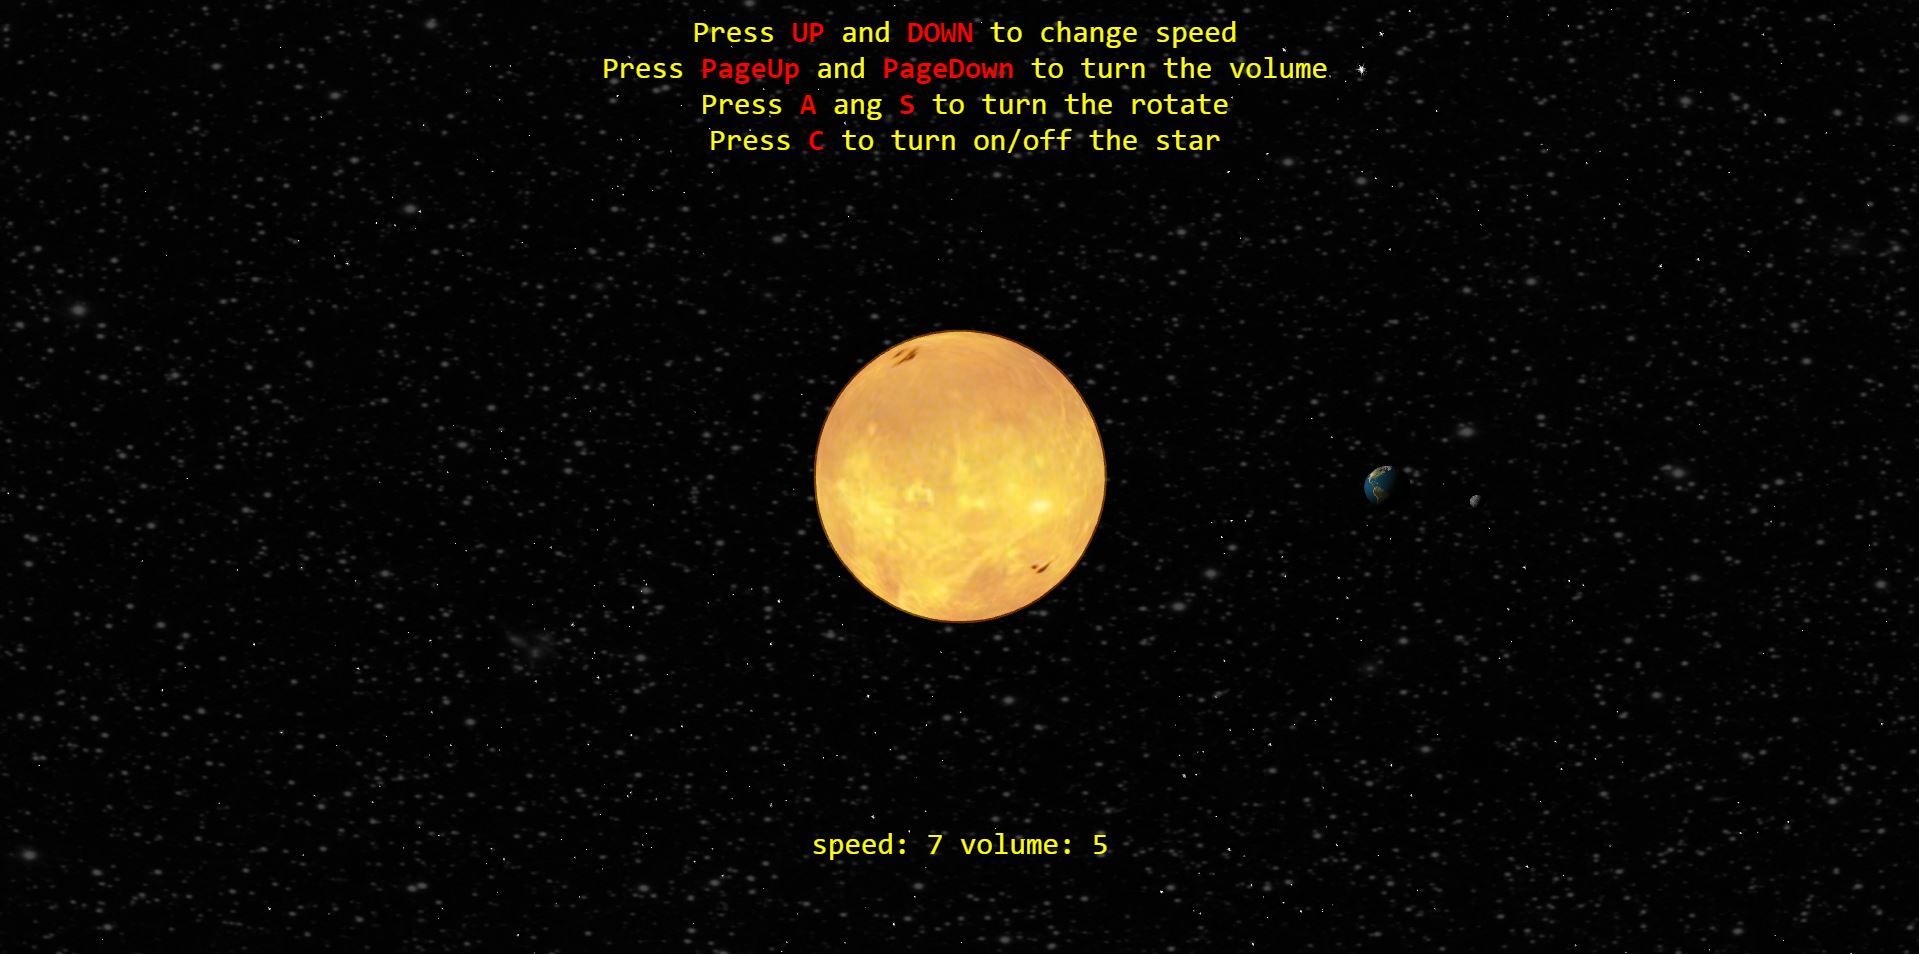 Press UP and DOWN to change speed
Press PageUp and PageDown to turn the volume
Press A ang S to turn the rotate
Press C to turn on/off the star
speed: 7 volume: 5